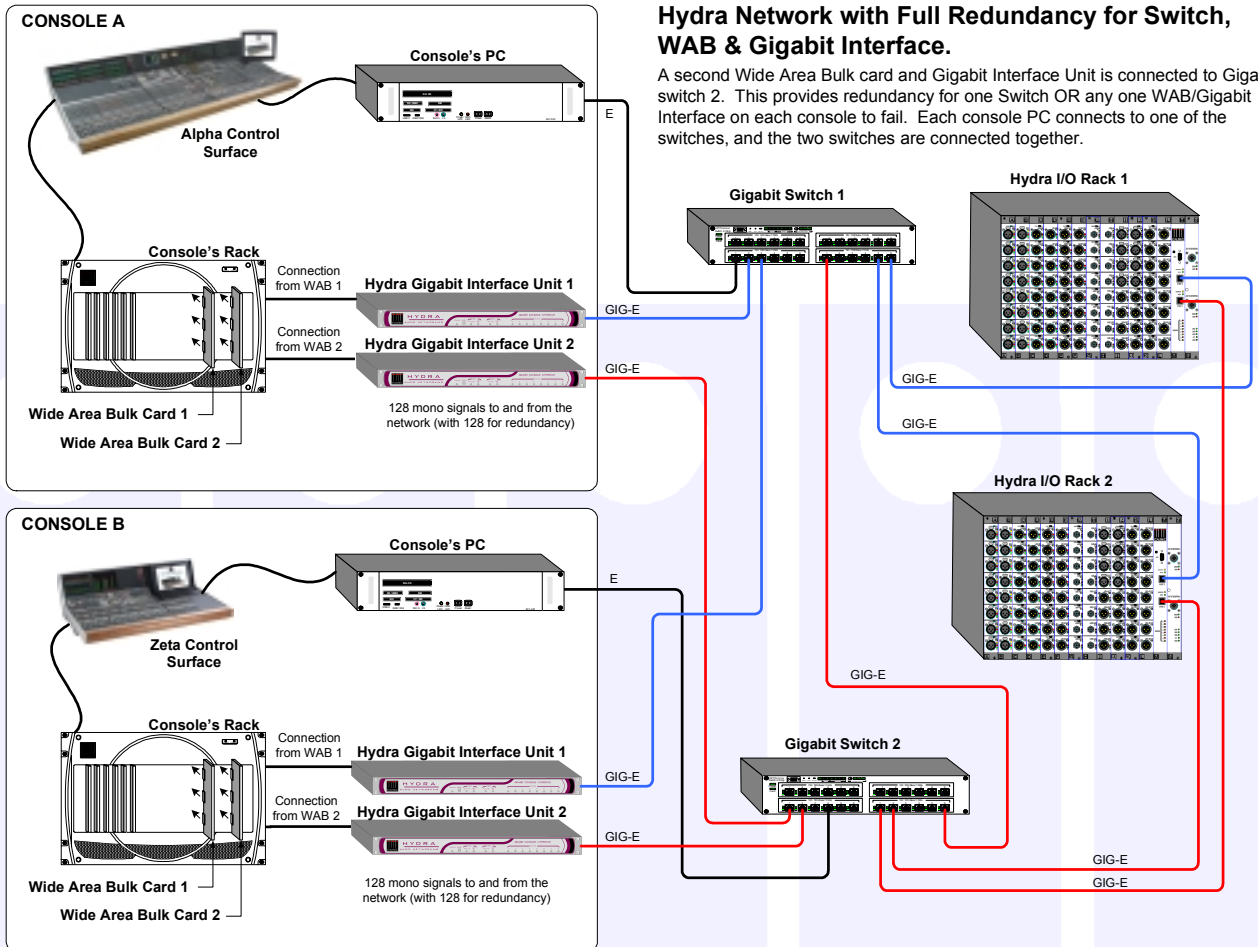 CONSOLE A
Console's PC
Alpha Control
Surface
E
Console's Rack
Connection
from WAB 1
Hydra Gigabit Interface Unit 1
HYDRA
GIG-E
Connection
from WAB 2
Hydra Gigabit Interface Unit 2
HYDRA
GIG-E
Wide Area Bulk Card 1
Wide Area Bulk Card 2
128 mono signals to and from the
network (with 128 for redundancy)
Hydra Network with Full Redundancy for Switch,
WAB & Gigabit Interface.
A second Wide Area Bulk card and Gigabit Interface Unit is connected to Giga
switch 2. This provides redundancy for one Switch OR any one WAB/Gigabit
Interface on each console to fail. Each console PC connects to one of the
switches, and the two switches are connected together.
Gigabit Switch 1
Hydra I/O Rack 1
GIG-E
GIG-E
Hydra I/O Rack 2
GIG-E
CONSOLE B
Console's PC
Zeta Control
Surface
E
Console's Rack
Connection
from WAB 1
Hydra Gigabit Interface Unit 1
HYDRA
GIG-E
Connection
from WAB 2
Hydra Gigabit Interface Unit 2
HYDRA
GIG-E
Wide Area Bulk Card 1
Wide Area Bulk Card 2
128 mono signals to and from the
network (with 128 for redundancy)
Gigabit Switch 2
GIG-E
GIG-E